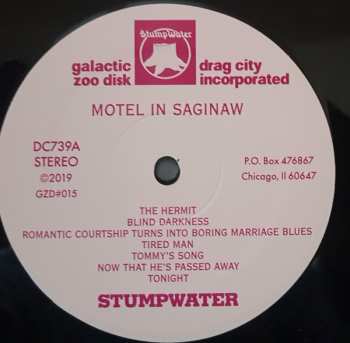 StumpWater
galactic zoo disk
drag city incorporated
MOTEL IN SAGINAW
DC739A
STEREO
©2019
GZD#015
P.O. Box 476867
Chicago, Il 60647
THE HERMIT
BLIND DARKNESS
ROMANTIC COURTSHIP TURNS INTO BORING MARRIAGE BLUES
TIRED MAN
TOMMY'S SONG
NOW THAT HE'S PASSED AWAY
TONIGHT
STUMPWATER